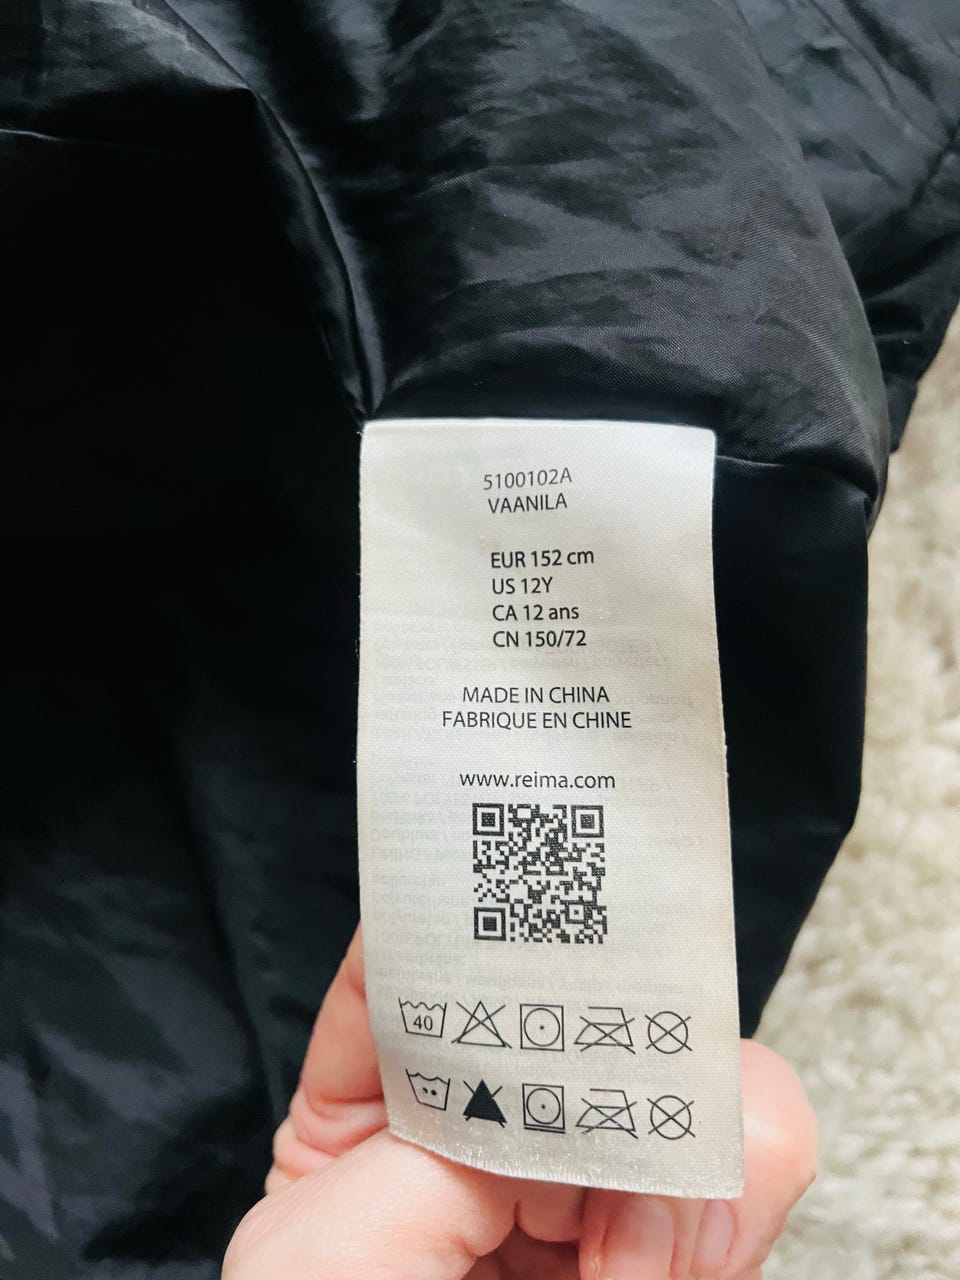 5100102A
VAANILA
EUR 152 cm
US 12Y
CA 12 ans
CN 150/72
MADE IN CHINA
FABRIQUE EN CHINE
www.reima.com
40